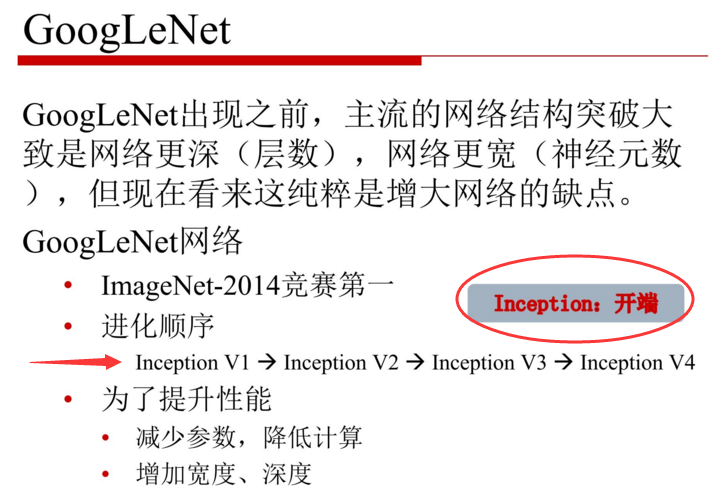 GoogLeNet
GoogLeNet出现之前，主流的网络结构突破大
致是网络更深（层数），网络更宽（神经元数
），但现在看来这纯粹是增大网络的缺点。
GoogLeNet网络
• ImageNet-2014竞赛第一
Inception：开端
• 进化顺序
Inception V1 → Inception V2 → Inception V3 → Inception V4
• 为了提升性能
• 减少参数，降低计算
• 增加宽度、深度